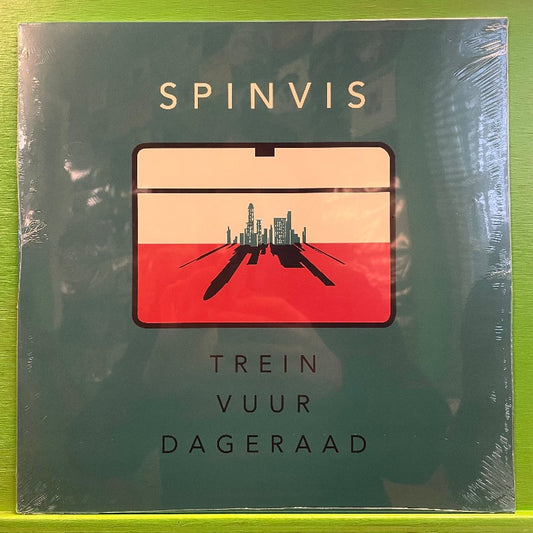 SPINVIS
TREIN
VUUR
DAGERAAD